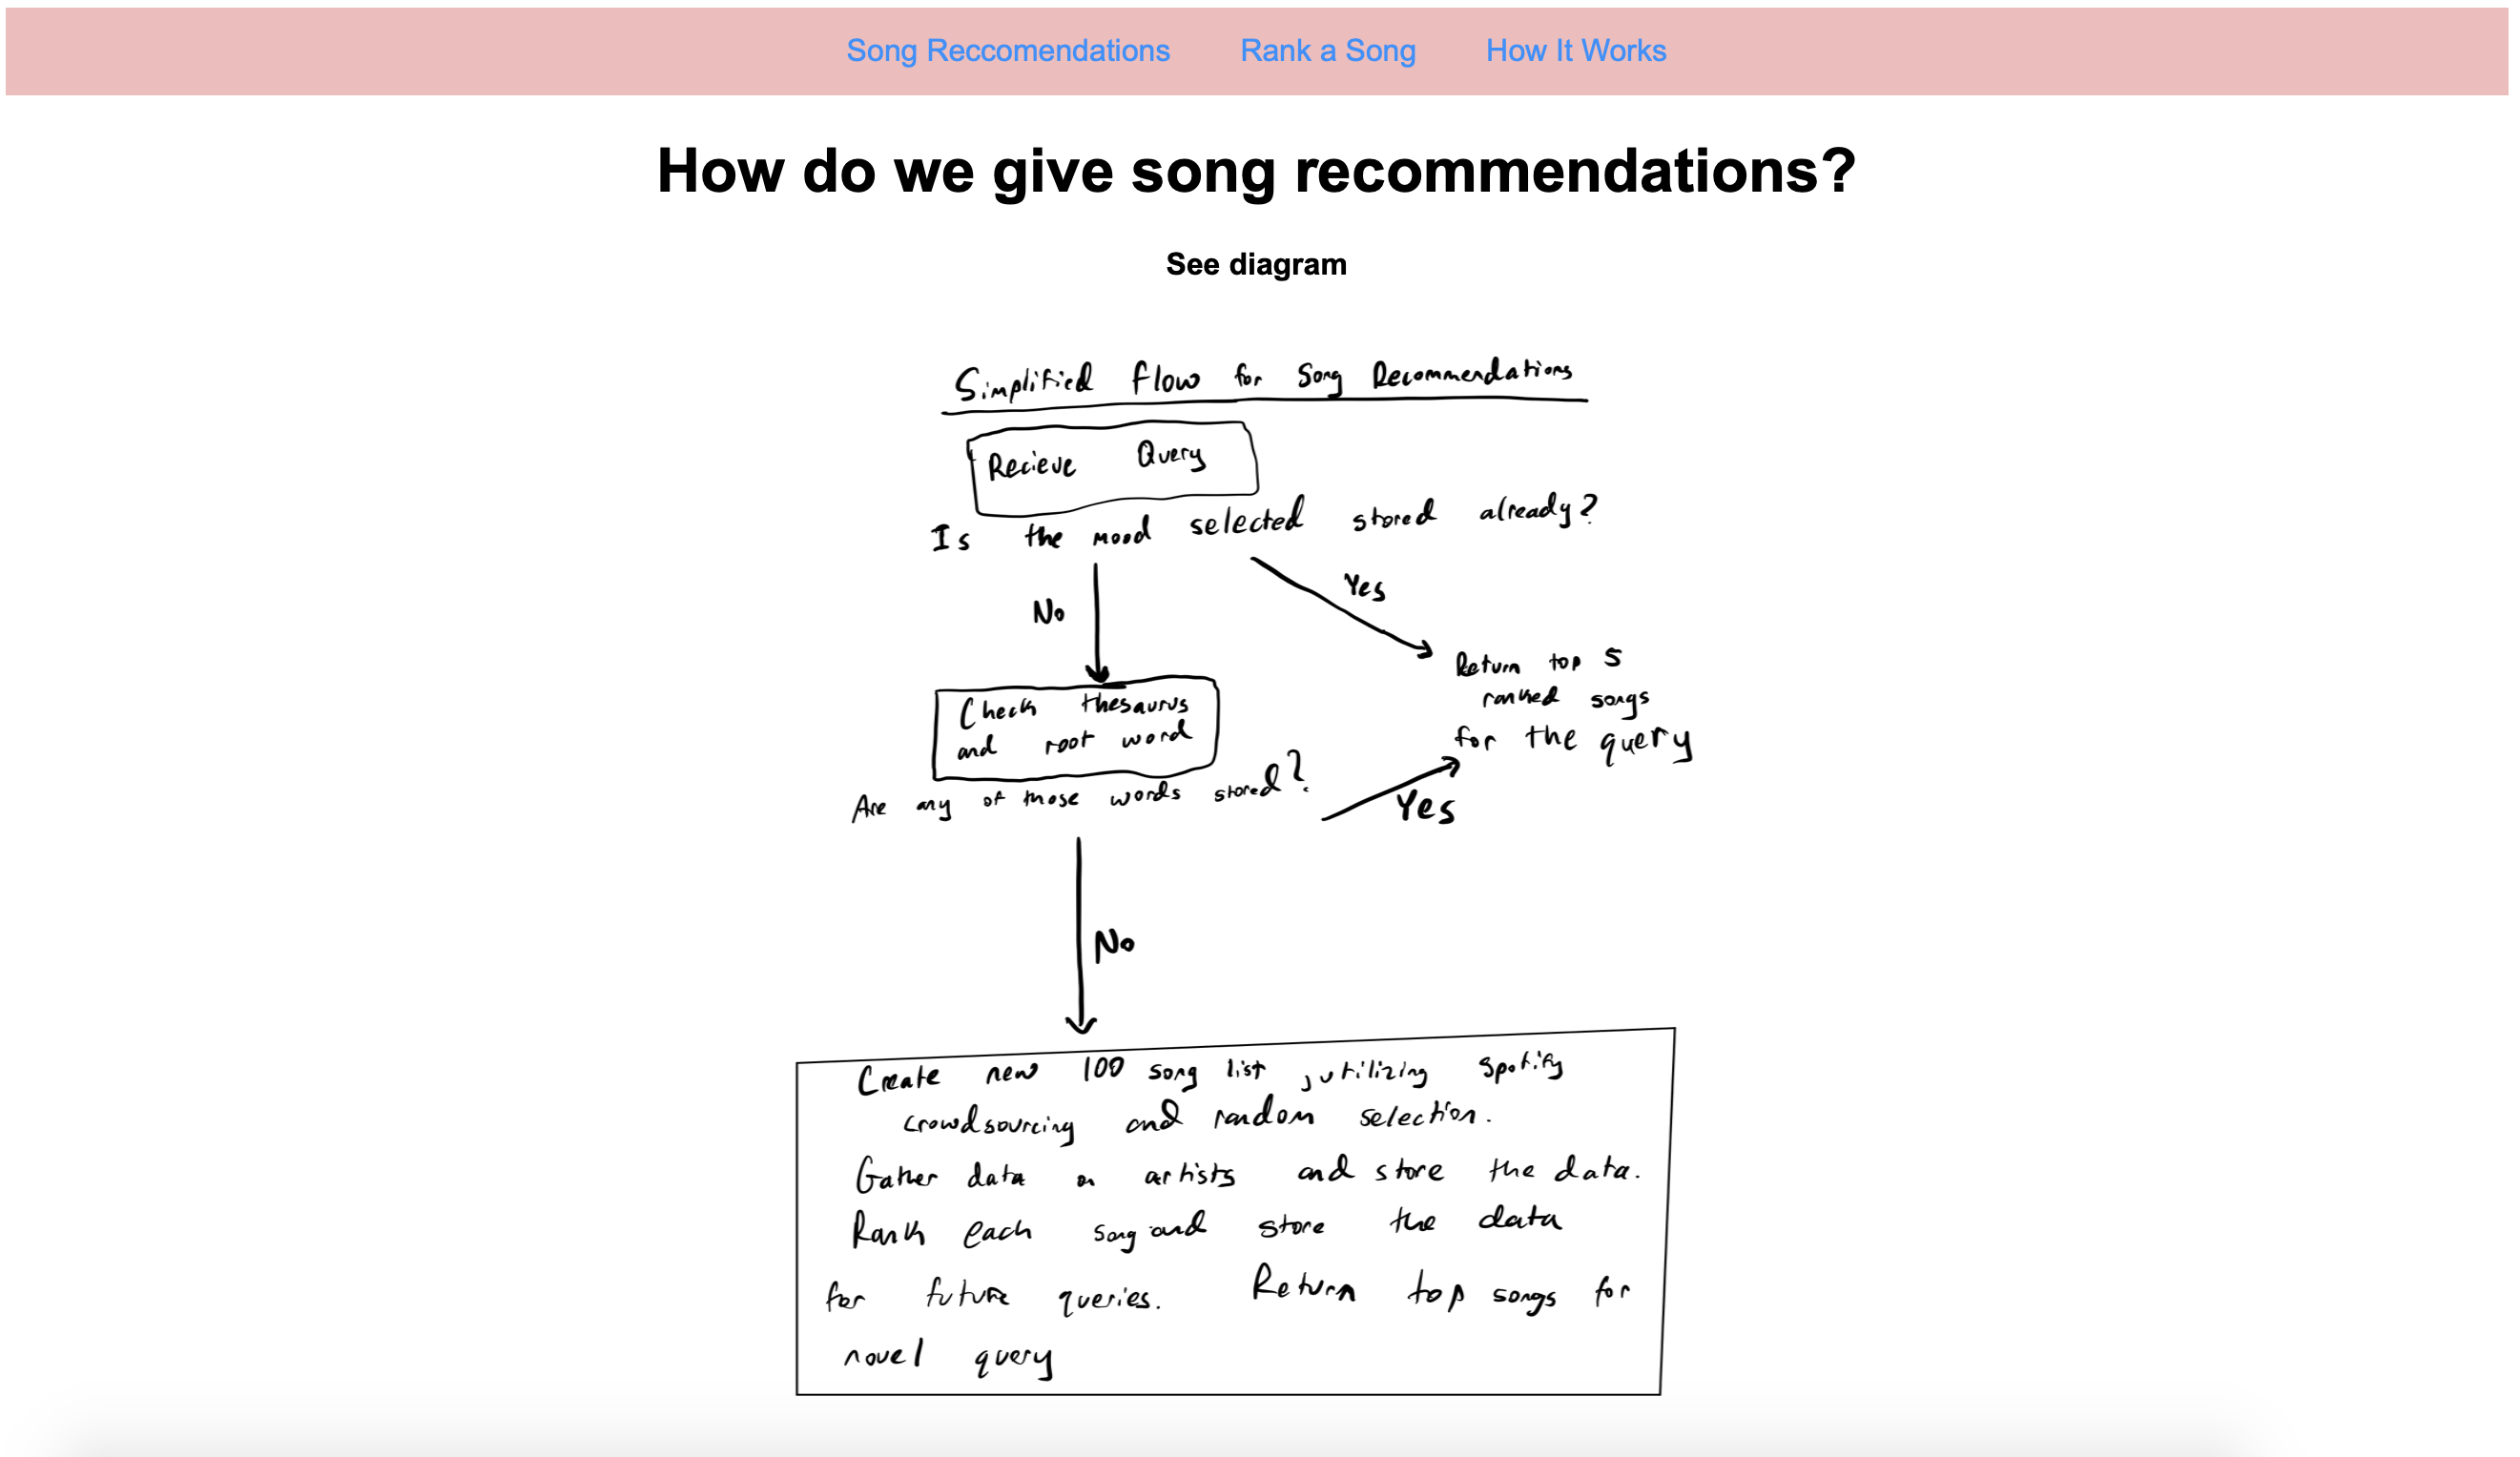 Song Reccomendations Rank a Song How It Works
How do we give song recommendations?
See diagram
Simplified flow for Song Recommendations
Recieve Query
Is the mood selected stored already?
Yes
No
Return top 5
ranked songs
for the query
Check thesaurus
and root word
Are any of those words stored?
Yes
No
Create new 100 song list, utilizing Spotify
crowdsourcing and random selection.
Gather data on artists and store the data.
Rank each song and store the data
for future queries. Return top songs for
novel query